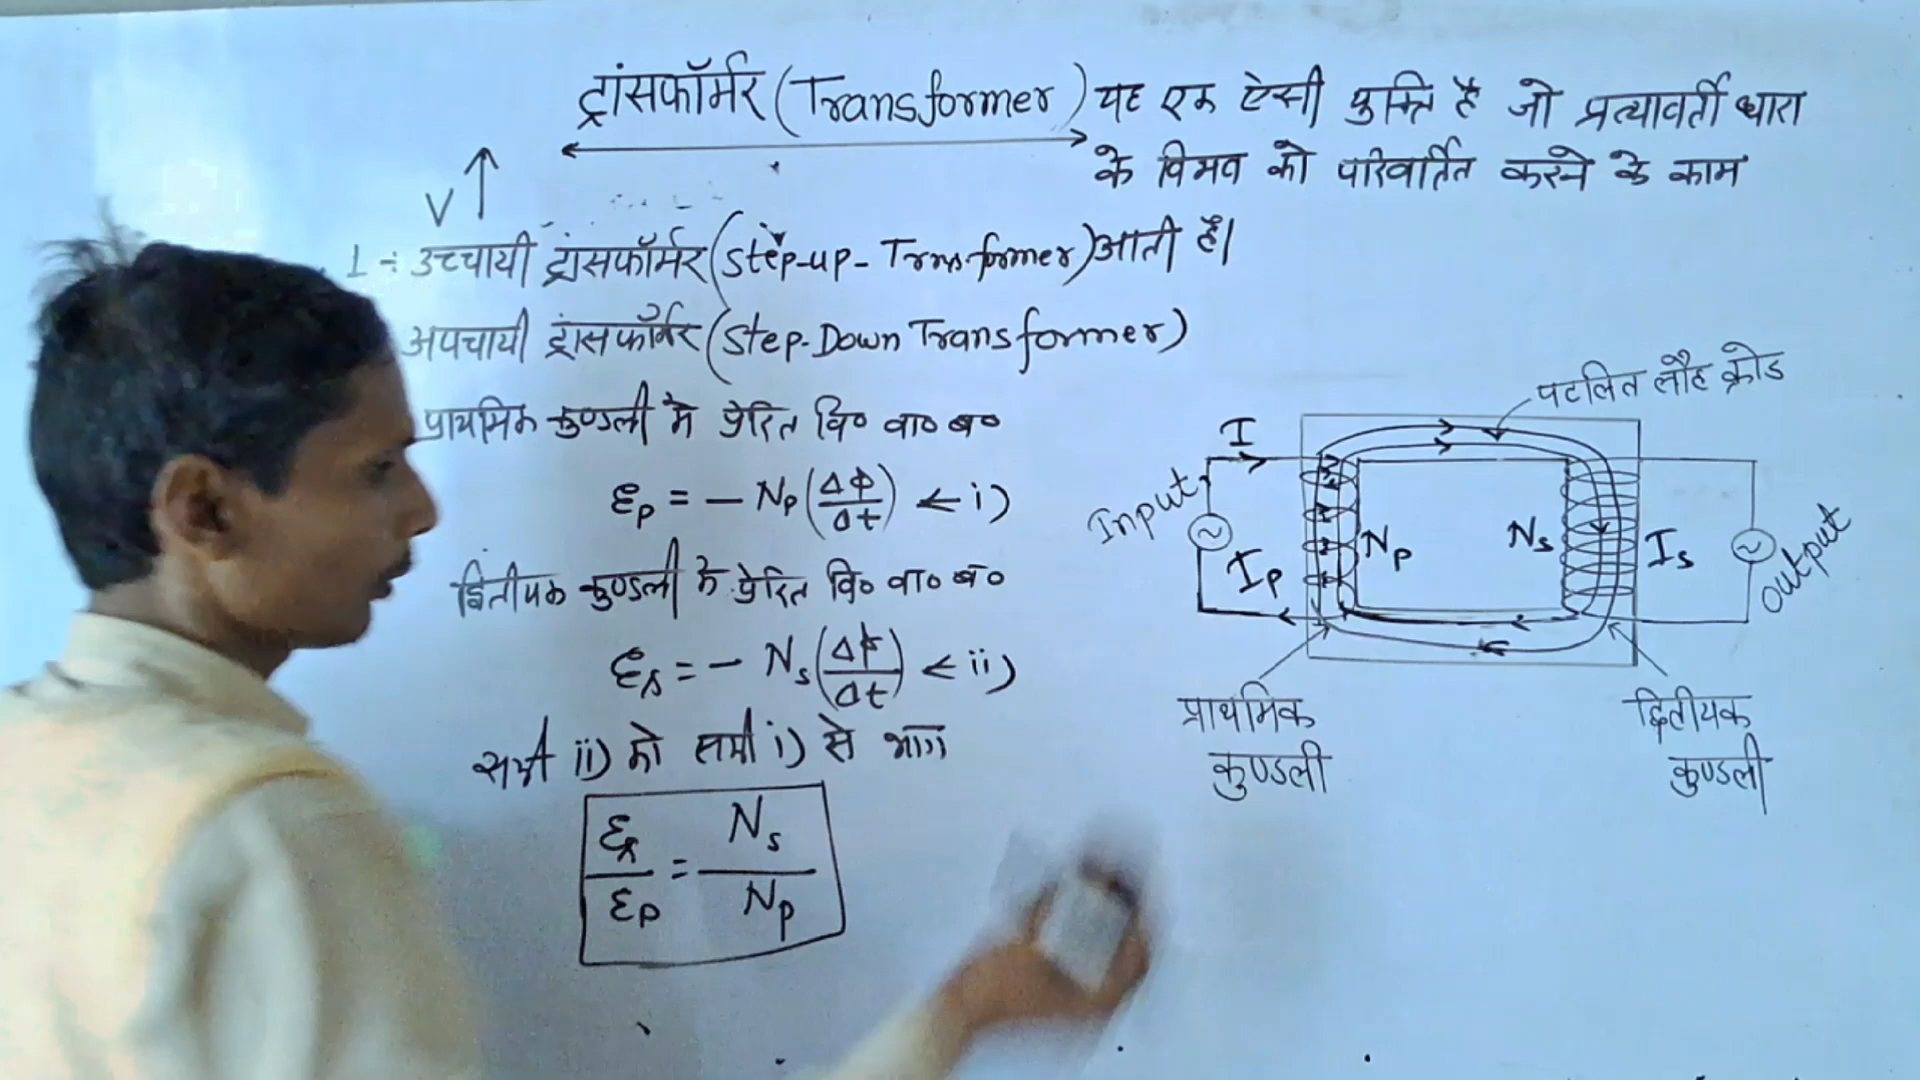 ट्रांसफॉर्मर (Transformer) यह एक ऐसी युक्ति है जो प्रत्यावर्ती धारा
के विभव को परिवर्तित करने के काम
V ↑
1 - उच्चायी ट्रांसफॉर्मर (Step-up-Transformer) आती है।
अपचायी ट्रांसफॉर्मर (Step-Down Transformer)
प्राथमिक कुण्डली में प्रेरित वि० वा० ब०
εp = - Np (Δϕ/Δt) ← i)
द्वितीयक कुण्डली में प्रेरित वि० वा० बं०
εs = - Ns (Δϕ/Δt) ← ii)
समी ii) को समी i) से भाग
εs/εp = Ns/Np
पटलित लौह क्रोड
I
Input
Ip
Np
Ns
Is
output
प्राथमिक
कुण्डली
द्वितीयक
कुण्डली